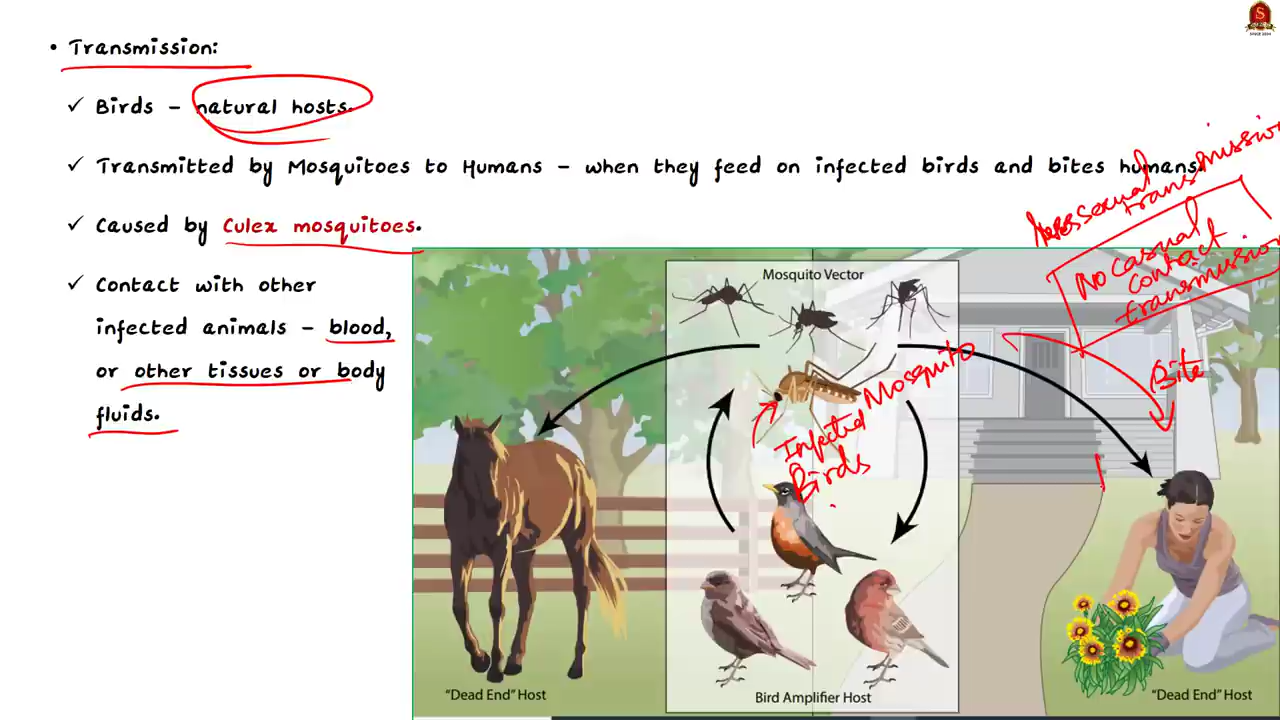 • Transmission:
✓ Birds – natural hosts.
✓ Transmitted by Mosquitoes to Humans – when they feed on infected birds and bites humans.
✓ Caused by Culex mosquitoes.
✓ Contact with other
infected animals – blood,
or other tissues or body
fluids.
sexual
transmission
No casual
contact
transmission
Bite
Mosquito Vector
Infected Mosquito
Birds
"Dead End" Host
Bird Amplifier Host
"Dead End" Host